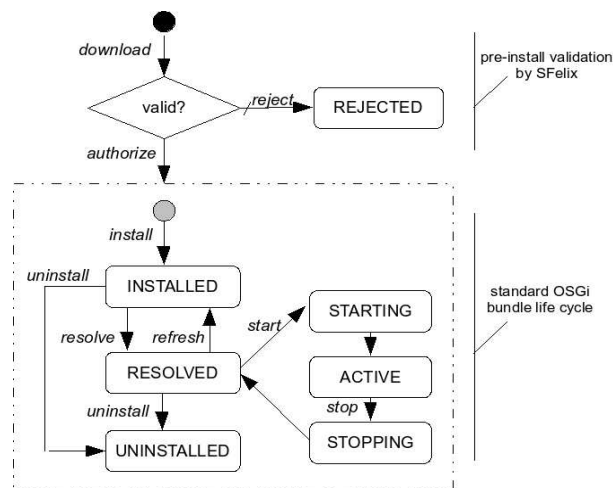 download
pre-install validation
by SFelix
valid?
reject
REJECTED
authorize
install
uninstall
INSTALLED
STARTING
standard OSGi
bundle life cycle
resolve
refresh
start
RESOLVED
ACTIVE
uninstall
stop
UNINSTALLED
STOPPING